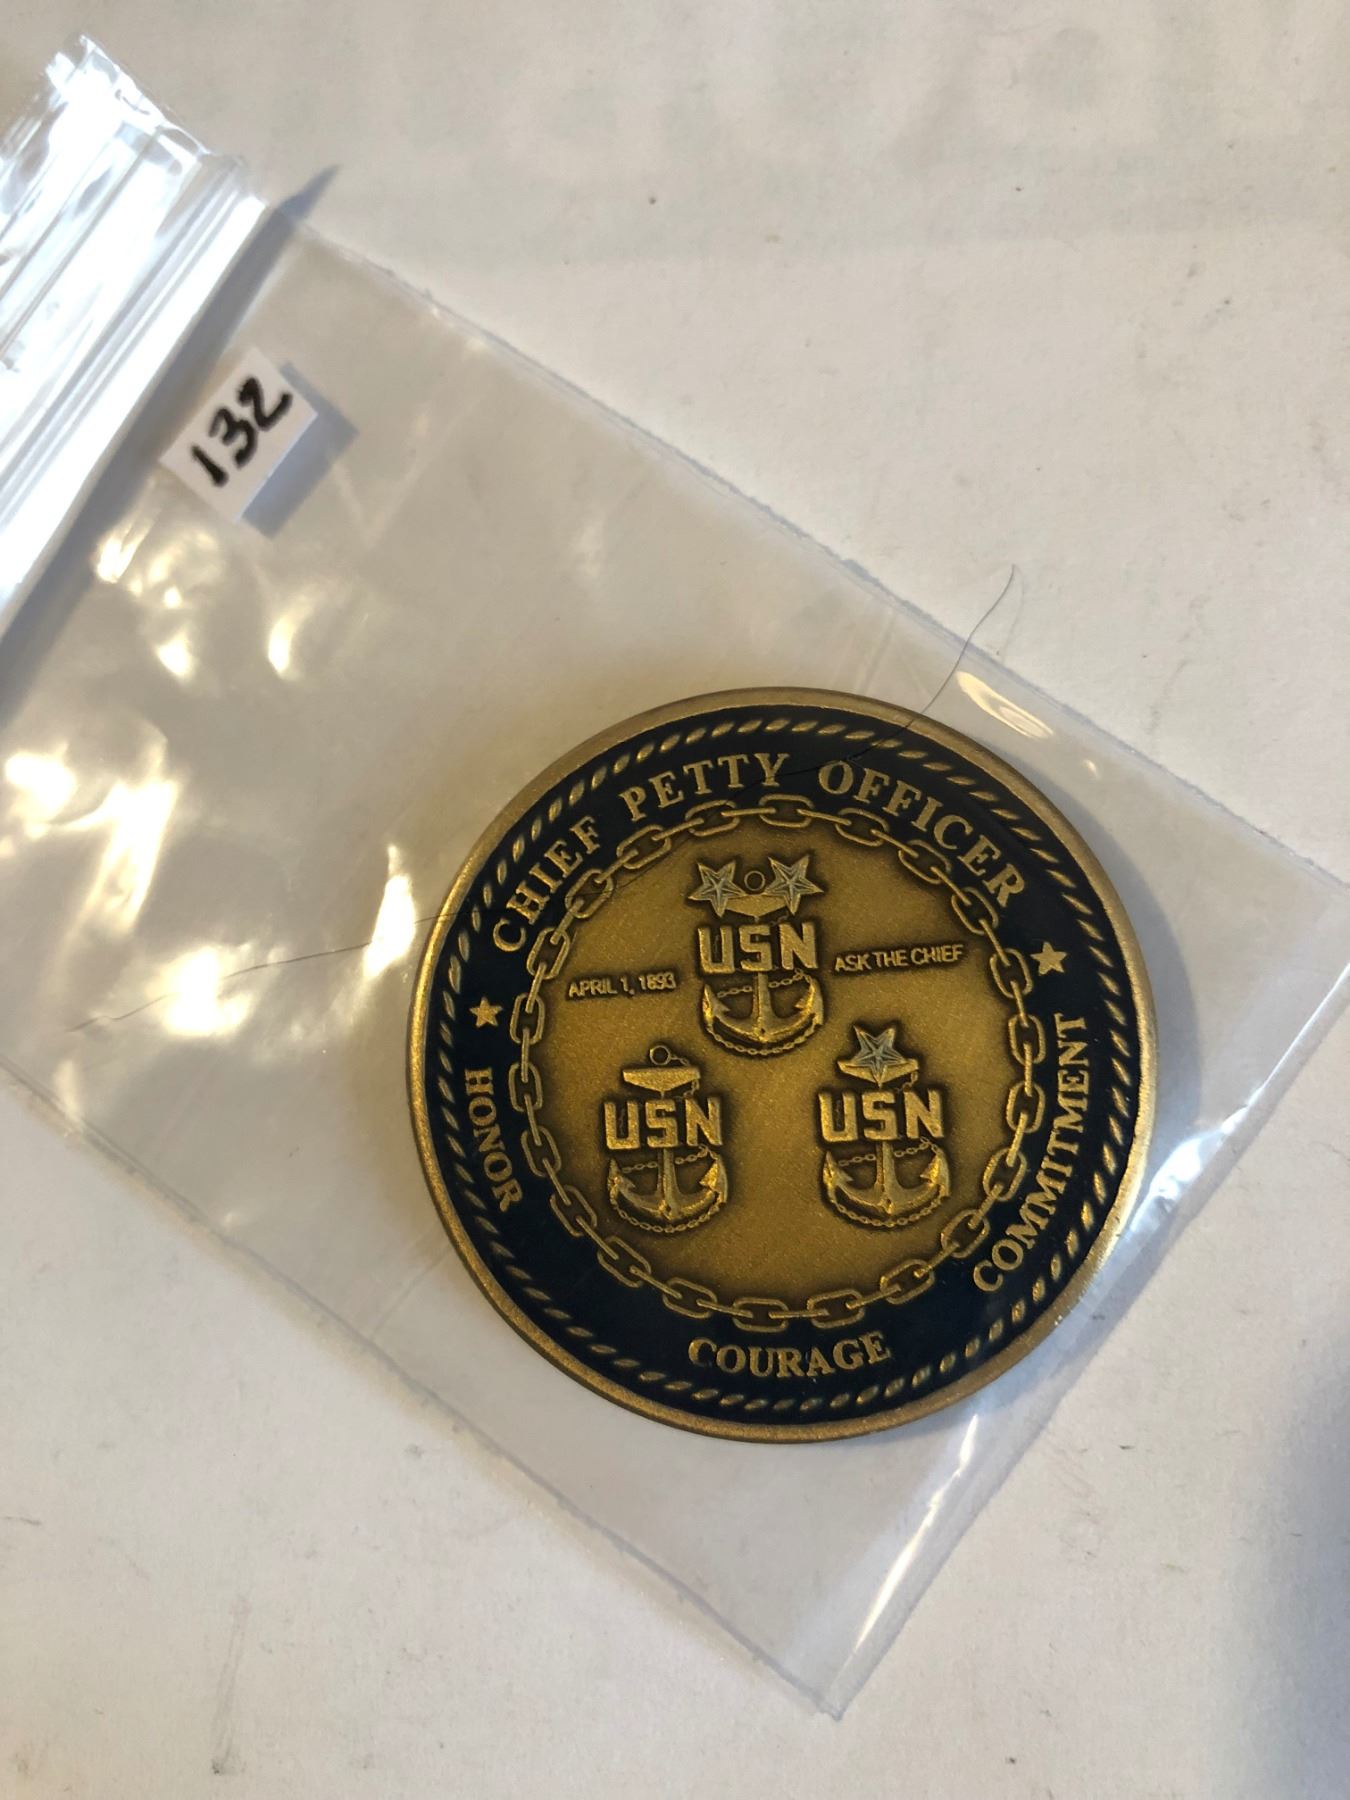 132
CHIEF PETTY OFFICER
USN
APRIL 1, 1893
ASK THE CHIEF
USN
USN
HONOR
COURAGE
COMMITMENT